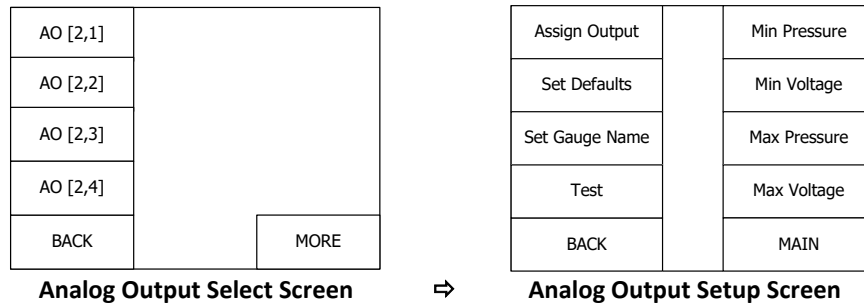 AO [2,1]
AO [2,2]
AO [2,3]
AO [2,4]
BACK
MORE
Analog Output Select Screen
⇨
Assign Output
Min Pressure
Set Defaults
Min Voltage
Set Gauge Name
Max Pressure
Test
Max Voltage
BACK
MAIN
Analog Output Setup Screen